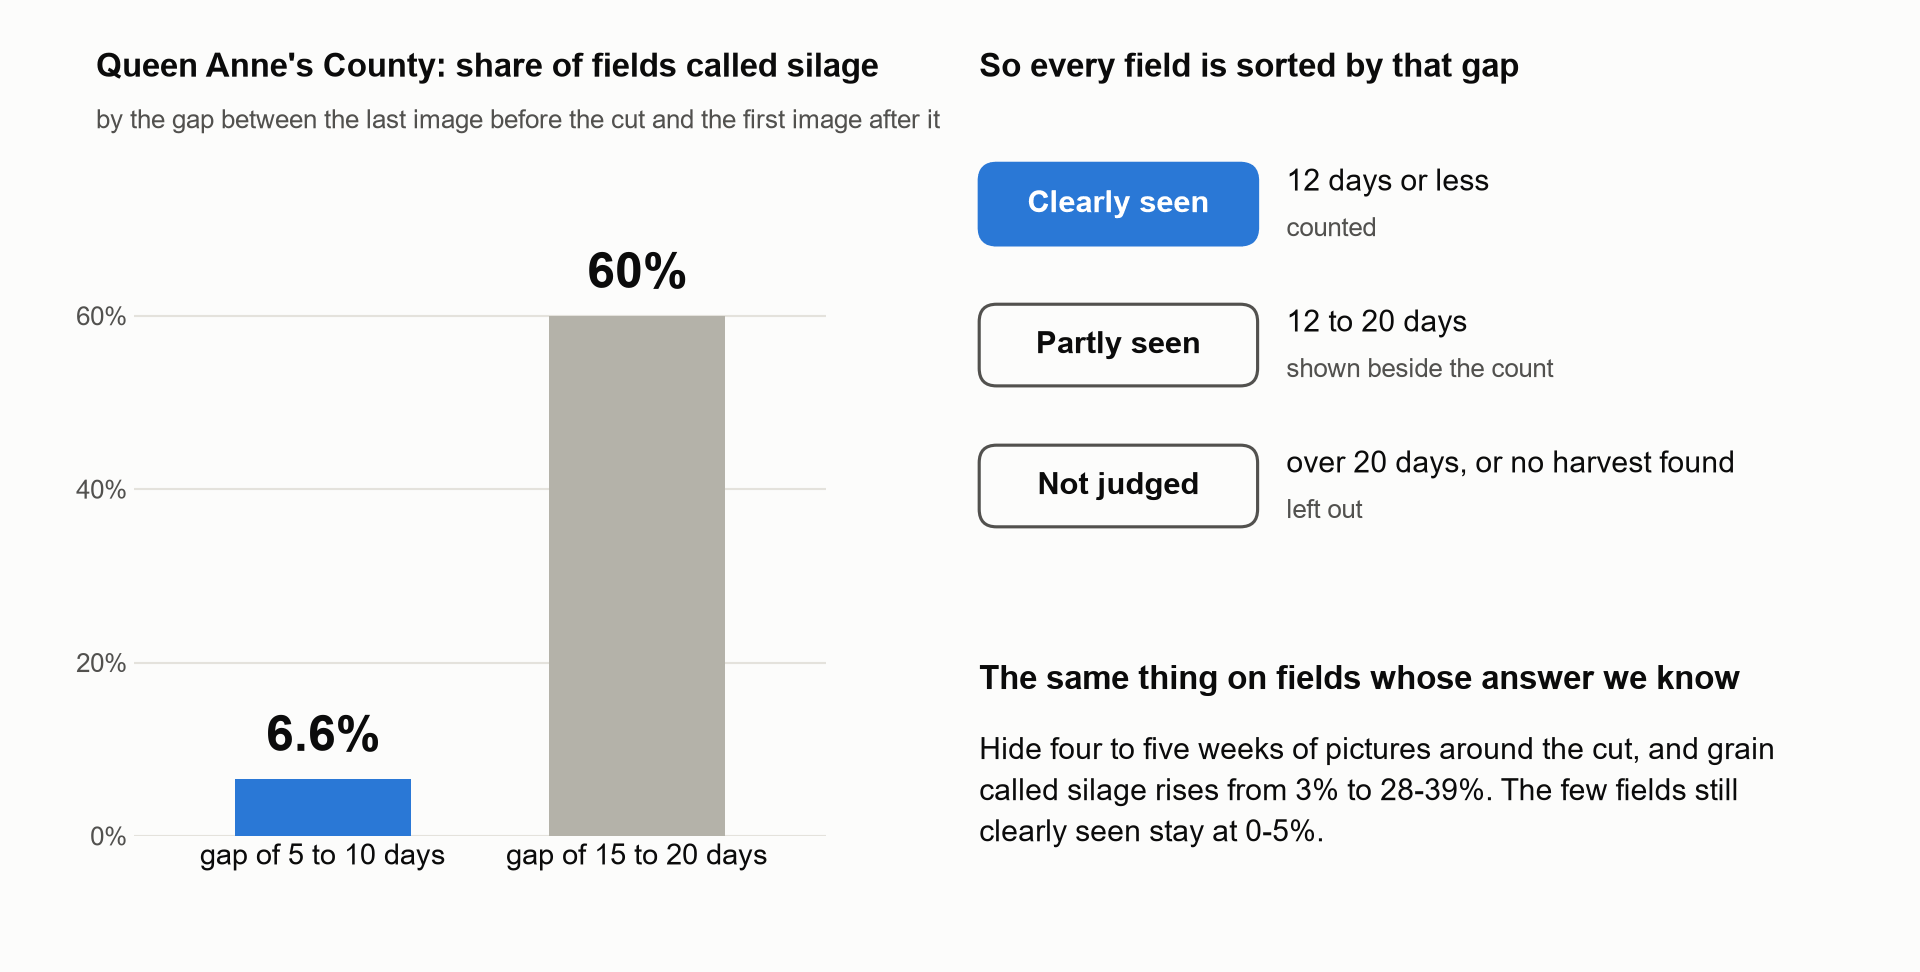 Queen Anne's County: share of fields called silage
by the gap between the last image before the cut and the first image after it
60%
40%
20%
0%
6.6%
60%
gap of 5 to 10 days
gap of 15 to 20 days
So every field is sorted by that gap
Clearly seen
12 days or less
counted
Partly seen
12 to 20 days
shown beside the count
Not judged
over 20 days, or no harvest found
left out
The same thing on fields whose answer we know
Hide four to five weeks of pictures around the cut, and grain
called silage rises from 3% to 28-39%. The few fields still
clearly seen stay at 0-5%.